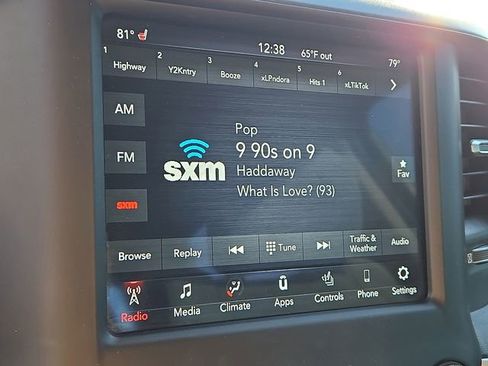 81°
12:38
65°F out
79°
1 Highway
2 Y2Kntry
3 Booze
4 xLPndora
5 Hits 1
6 xLTikTok
AM
FM
sxm
sxm
Pop
9 90s on 9
Haddaway
What Is Love? (93)
Fav
Browse
Replay
Tune
Traffic &
Weather
Audio
Radio
Media
Climate
Apps
Controls
Phone
Settings